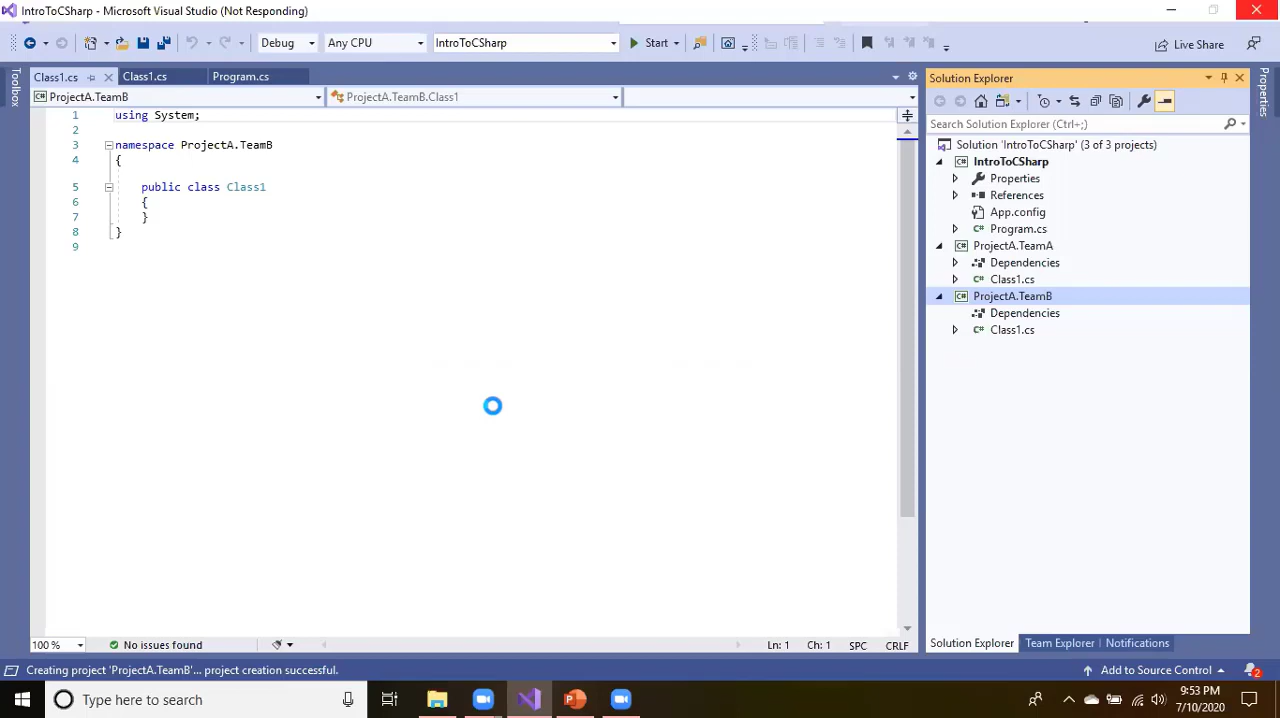 IntroToCSharp - Microsoft Visual Studio (Not Responding)
Debug Any CPU IntroToCSharp Start Live Share
Class1.cs Class1.cs Program.cs
ProjectA.TeamB ProjectA.TeamB.Class1
1 using System;
2
3 namespace ProjectA.TeamB
4 {
5 public class Class1
6 {
7 }
8 }
9
100 % No issues found Ln: 1 Ch: 1 SPC CRLF
Toolbox
Solution Explorer
Search Solution Explorer (Ctrl+;)
Solution 'IntroToCSharp' (3 of 3 projects)
C# IntroToCSharp
Properties
References
App.config
C# Program.cs
C# ProjectA.TeamA
Dependencies
C# Class1.cs
C# ProjectA.TeamB
Dependencies
C# Class1.cs
Solution Explorer Team Explorer Notifications
Properties
Creating project 'ProjectA.TeamB'... project creation successful. Add to Source Control 2
Type here to search
9:53 PM
7/10/2020